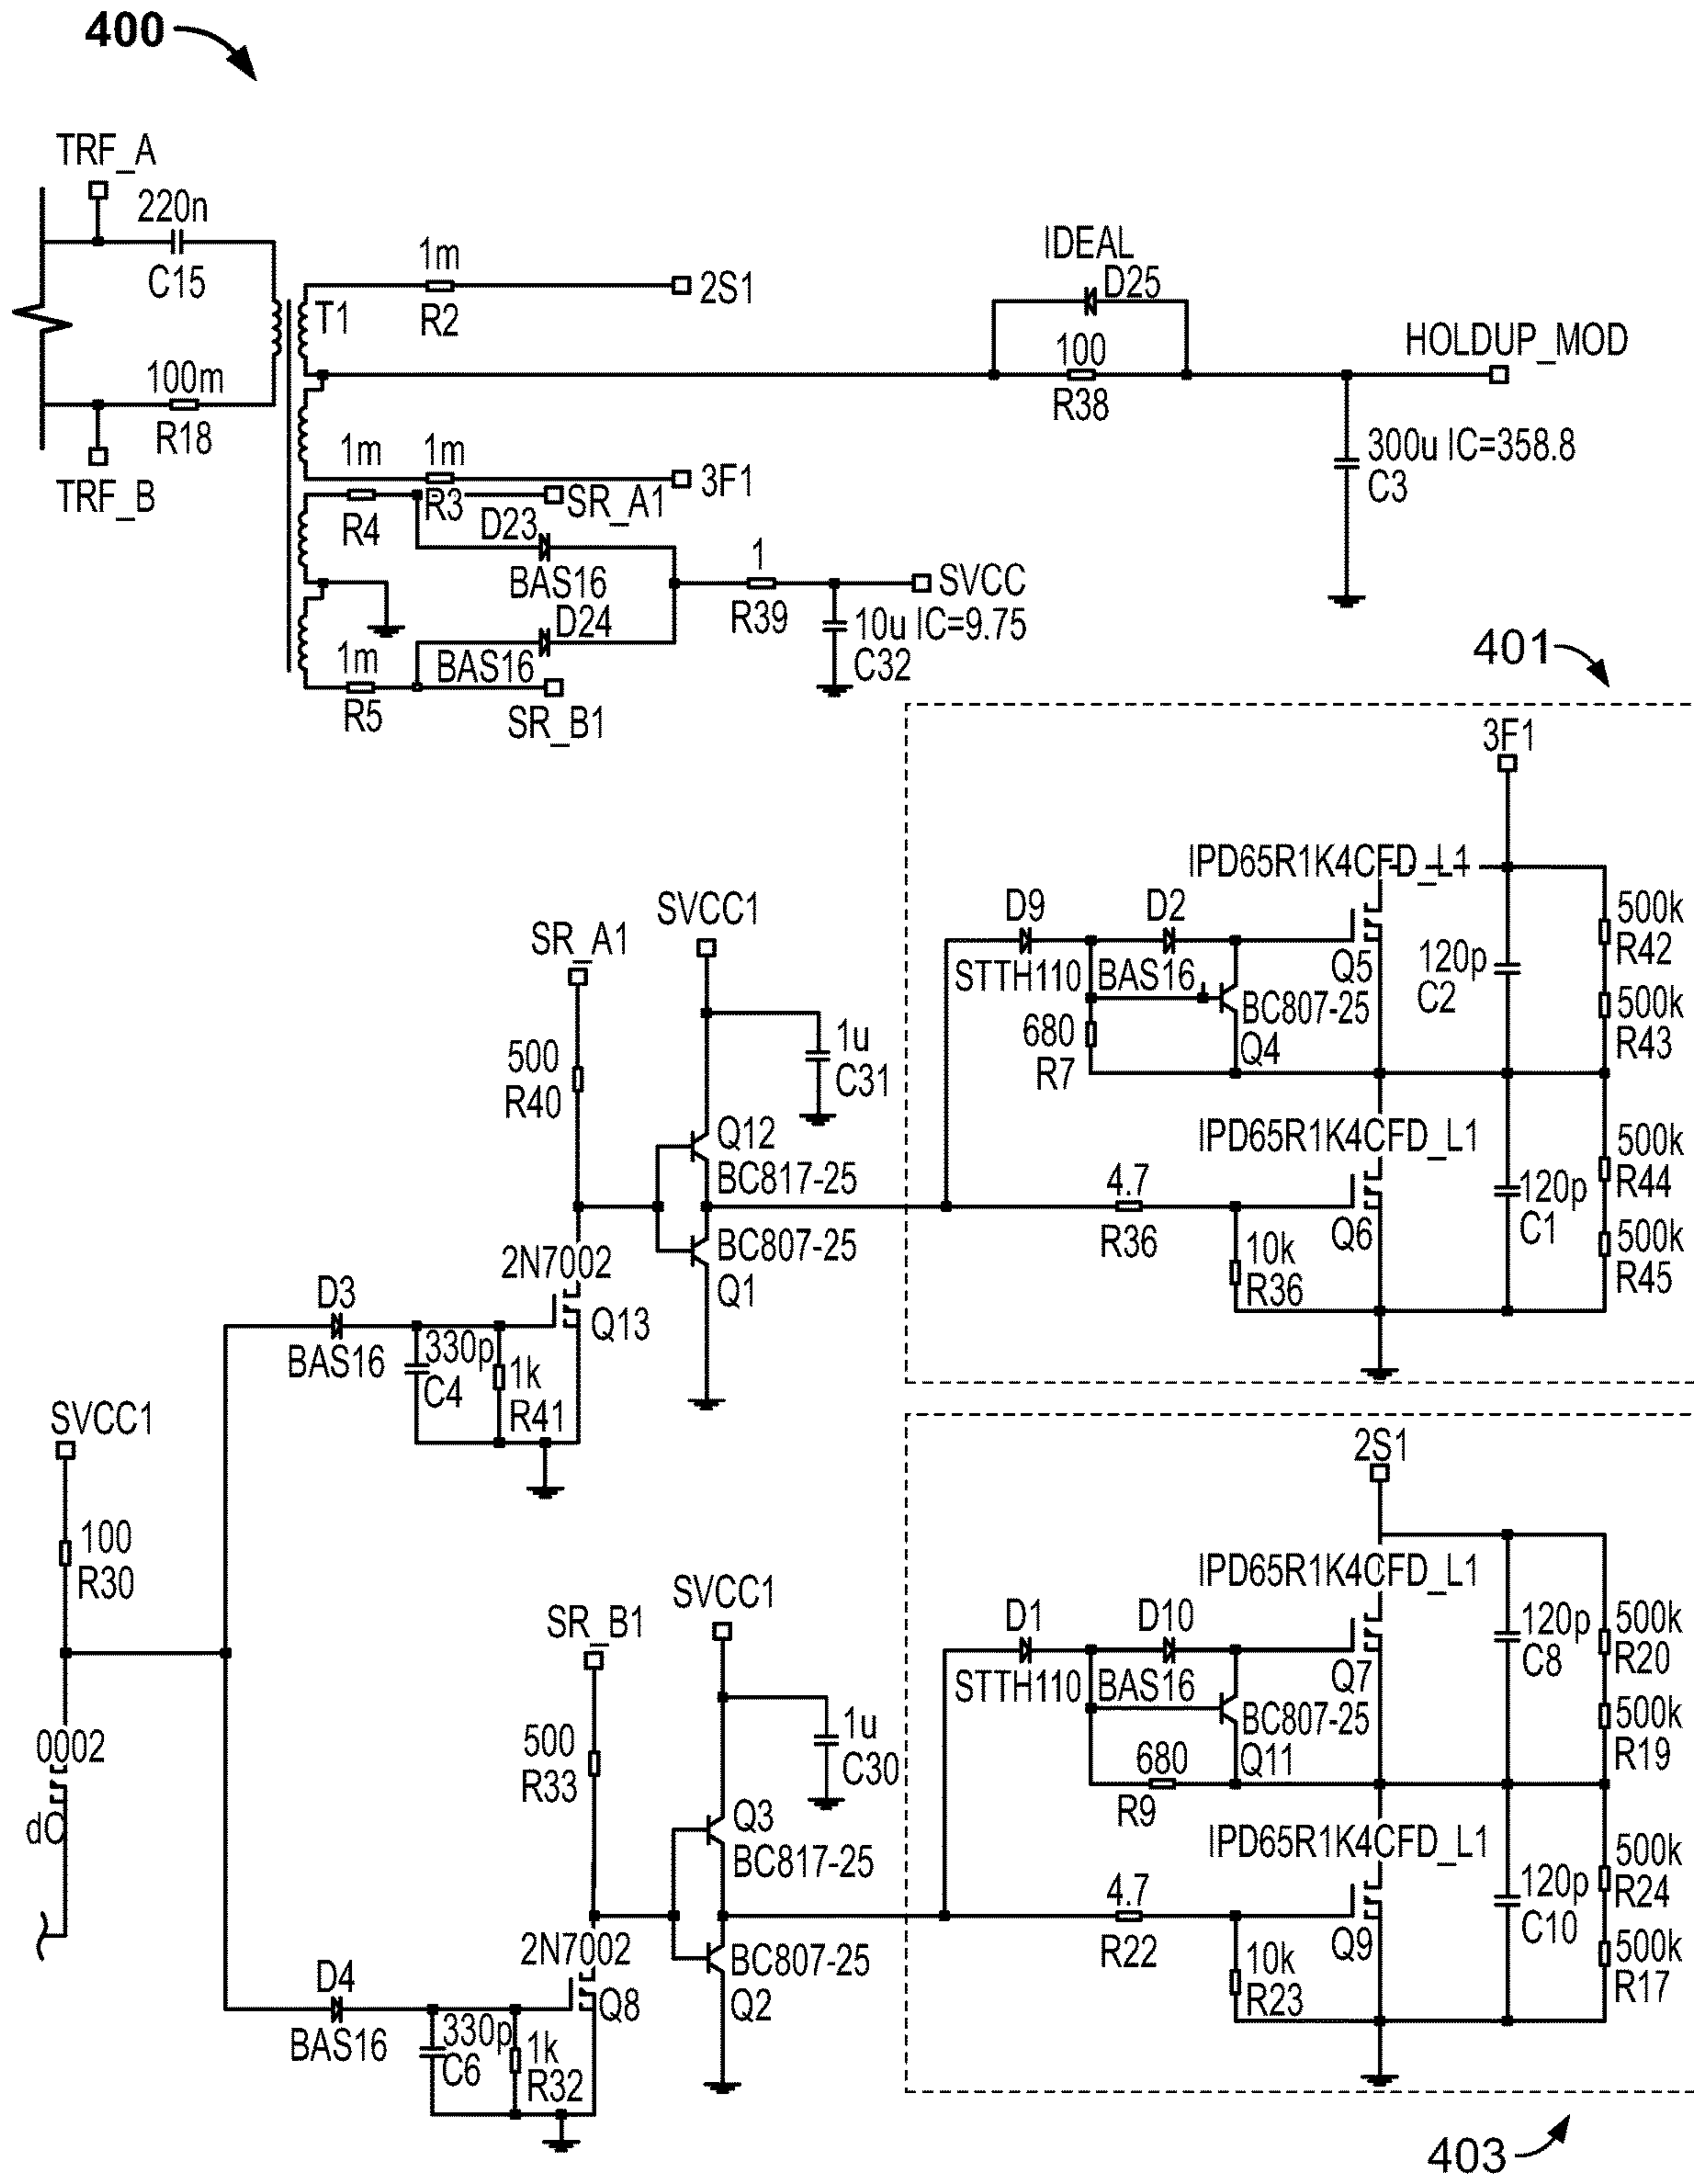 400
TRF_A
220n
C15
100m
R18
TRF_B
T1
1m
R2
2S1
IDEAL
D25
100
R38
HOLDUP_MOD
300u IC=358.8
C3
1m
1m
R3
3F1
R4
SR_A1
D23
BAS16
D24
BAS16
1m
R5
SR_B1
1
R39
SVCC
10u IC=9.75
C32
401
3F1
IPD65R1K4CFD_L1
D9
STTH110
D2
BAS16
Q5
BC807-25
Q4
680
R7
120p
C2
500k
R42
500k
R43
IPD65R1K4CFD_L1
4.7
R36
Q6
10k
R36
120p
C1
500k
R44
500k
R45
SVCC1
SR_A1
500
R40
1u
C31
Q12
BC817-25
BC807-25
Q1
2N7002
Q13
D3
BAS16
330p
C4
1k
R41
SVCC1
100
R30
0002
SR_B1
SVCC1
500
R33
1u
C30
Q3
BC817-25
BC807-25
Q2
2N7002
Q8
D4
BAS16
330p
C6
1k
R32
2S1
IPD65R1K4CFD_L1
D1
STTH110
D10
BAS16
Q7
BC807-25
Q11
680
R9
120p
C8
500k
R20
500k
R19
IPD65R1K4CFD_L1
4.7
R22
Q9
10k
R23
120p
C10
500k
R24
500k
R17
403